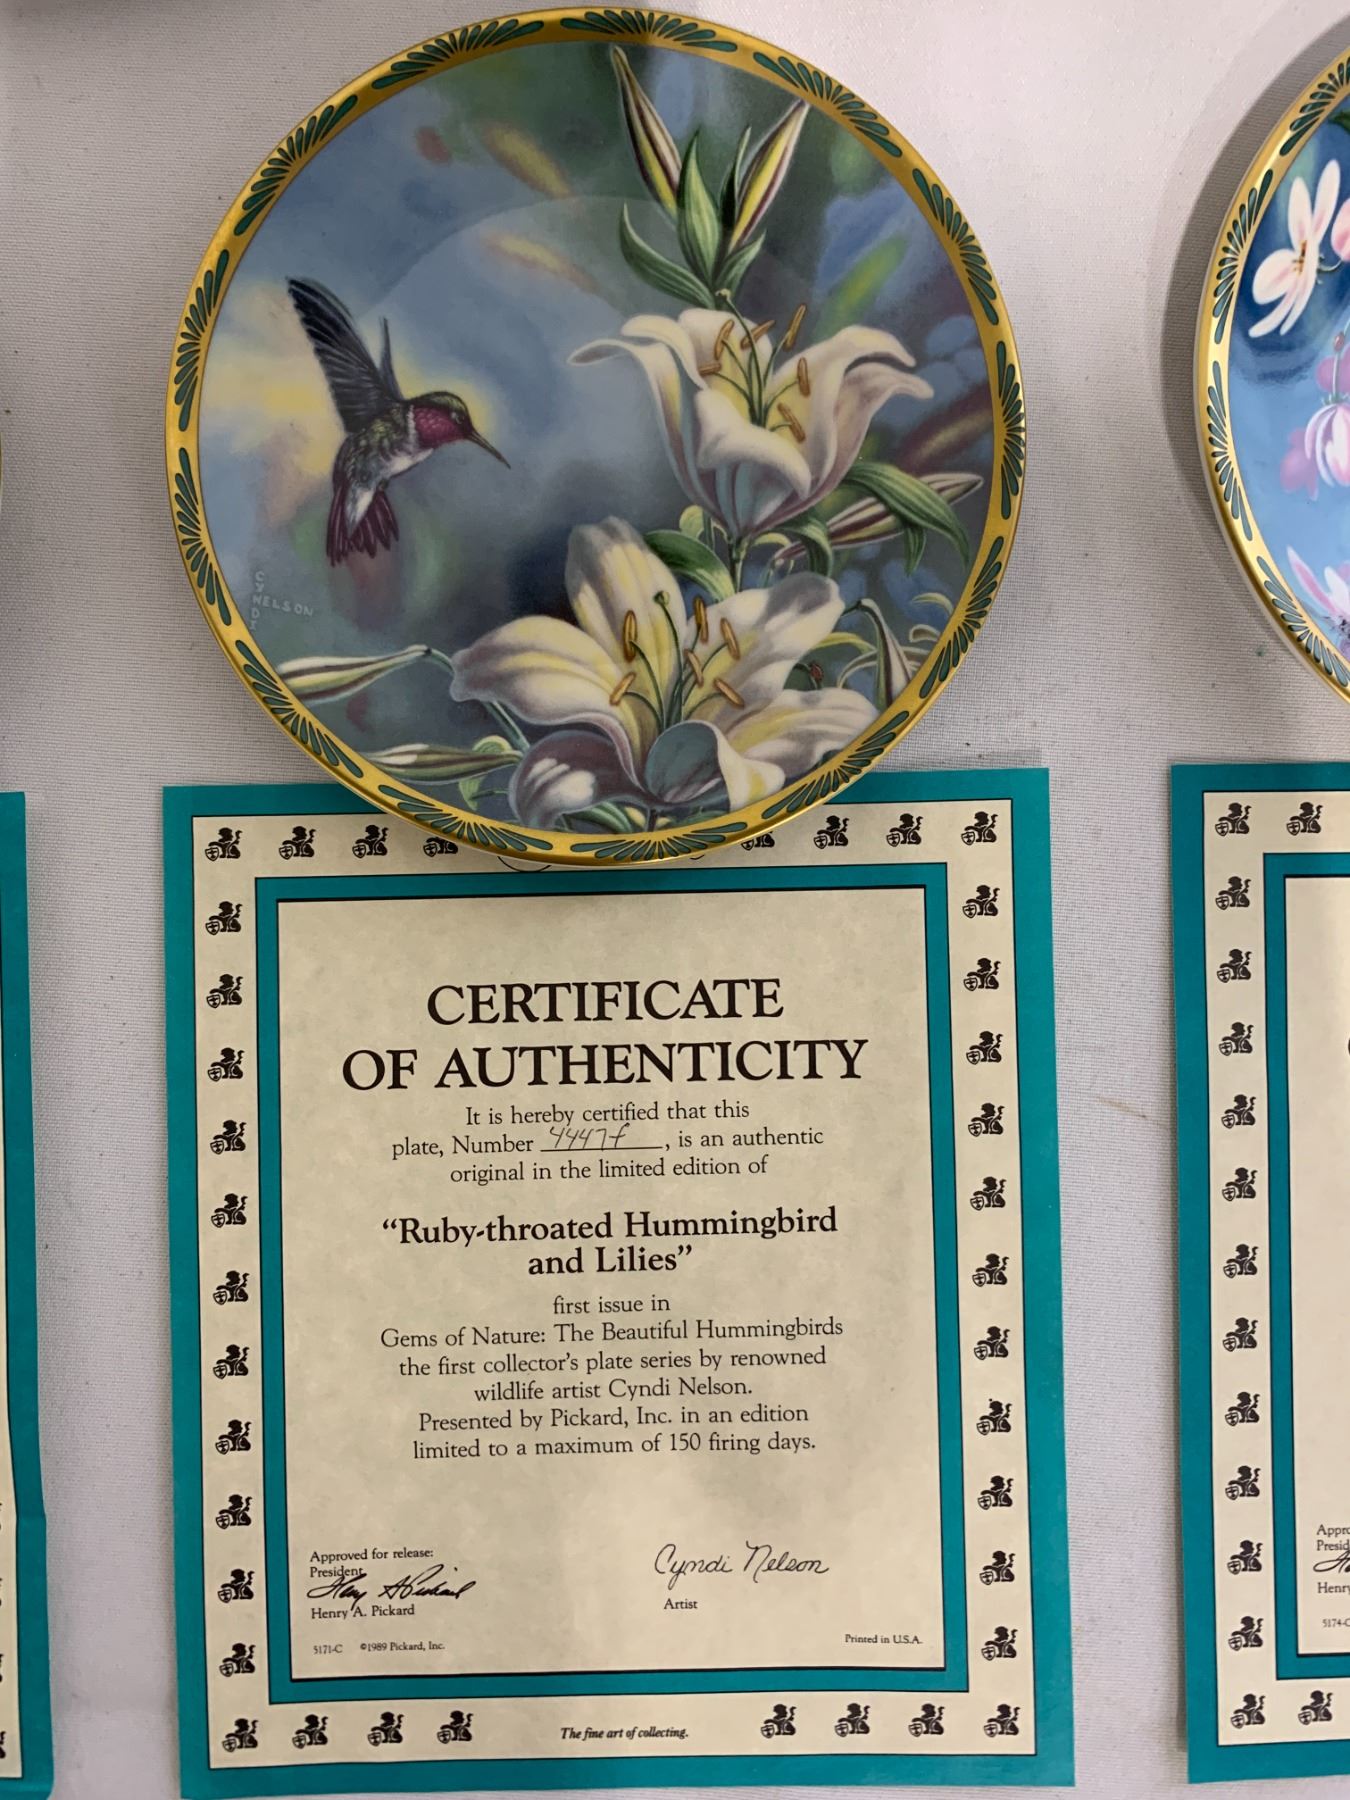 CYNDI
NELSON
CERTIFICATE
OF AUTHENTICITY
It is hereby certified that this
plate, Number 4447f, is an authentic
original in the limited edition of
“Ruby-throated Hummingbird
and Lilies”
first issue in
Gems of Nature: The Beautiful Hummingbirds
the first collector's plate series by renowned
wildlife artist Cyndi Nelson.
Presented by Pickard, Inc. in an edition
limited to a maximum of 150 firing days.
Approved for release:
President
Henry A. Pickard
Cyndi Nelson
Artist
5171-C ©1989 Pickard, Inc.
Printed in U.S.A.
The fine art of collecting.
Henry
5174-C